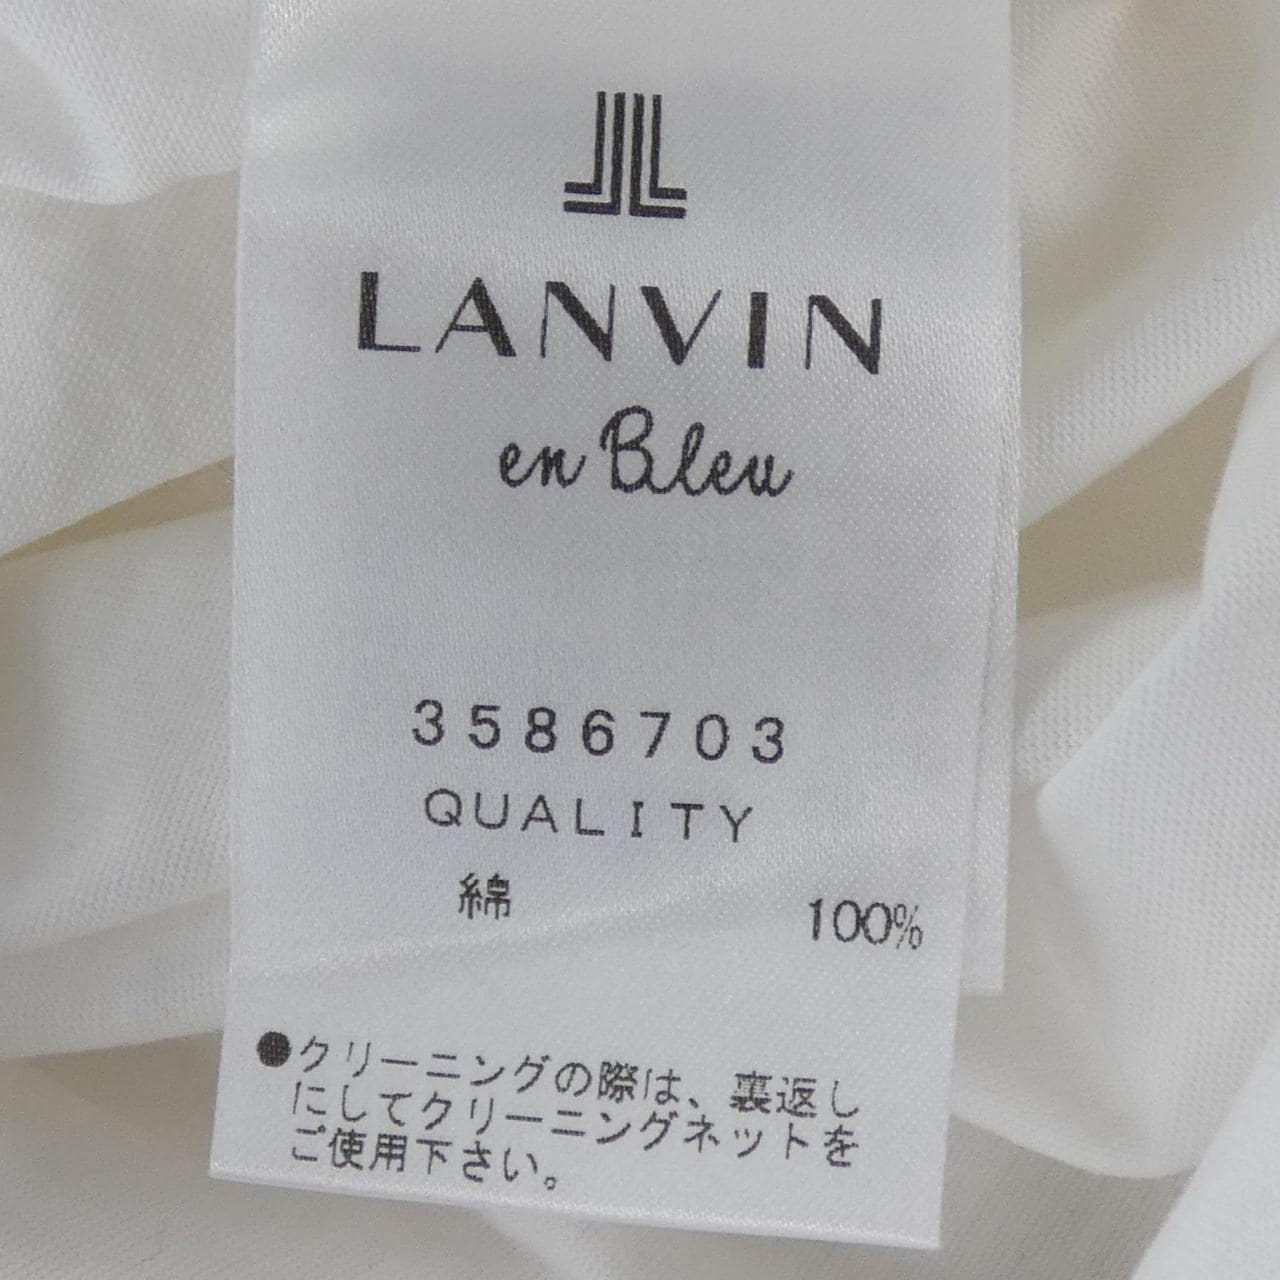 LANVIN
en Bleu
3586703
QUALITY
綿 100%
●クリーニングの際は、裏返し
にしてクリーニングネットを
ご使用下さい。